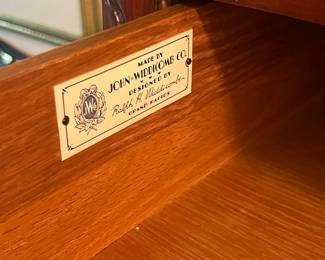 MADE BY
JOHN·WIDDICOMB CO.
DESIGNED BY
Ralph H. Widdicomb
GRAND RAPIDS